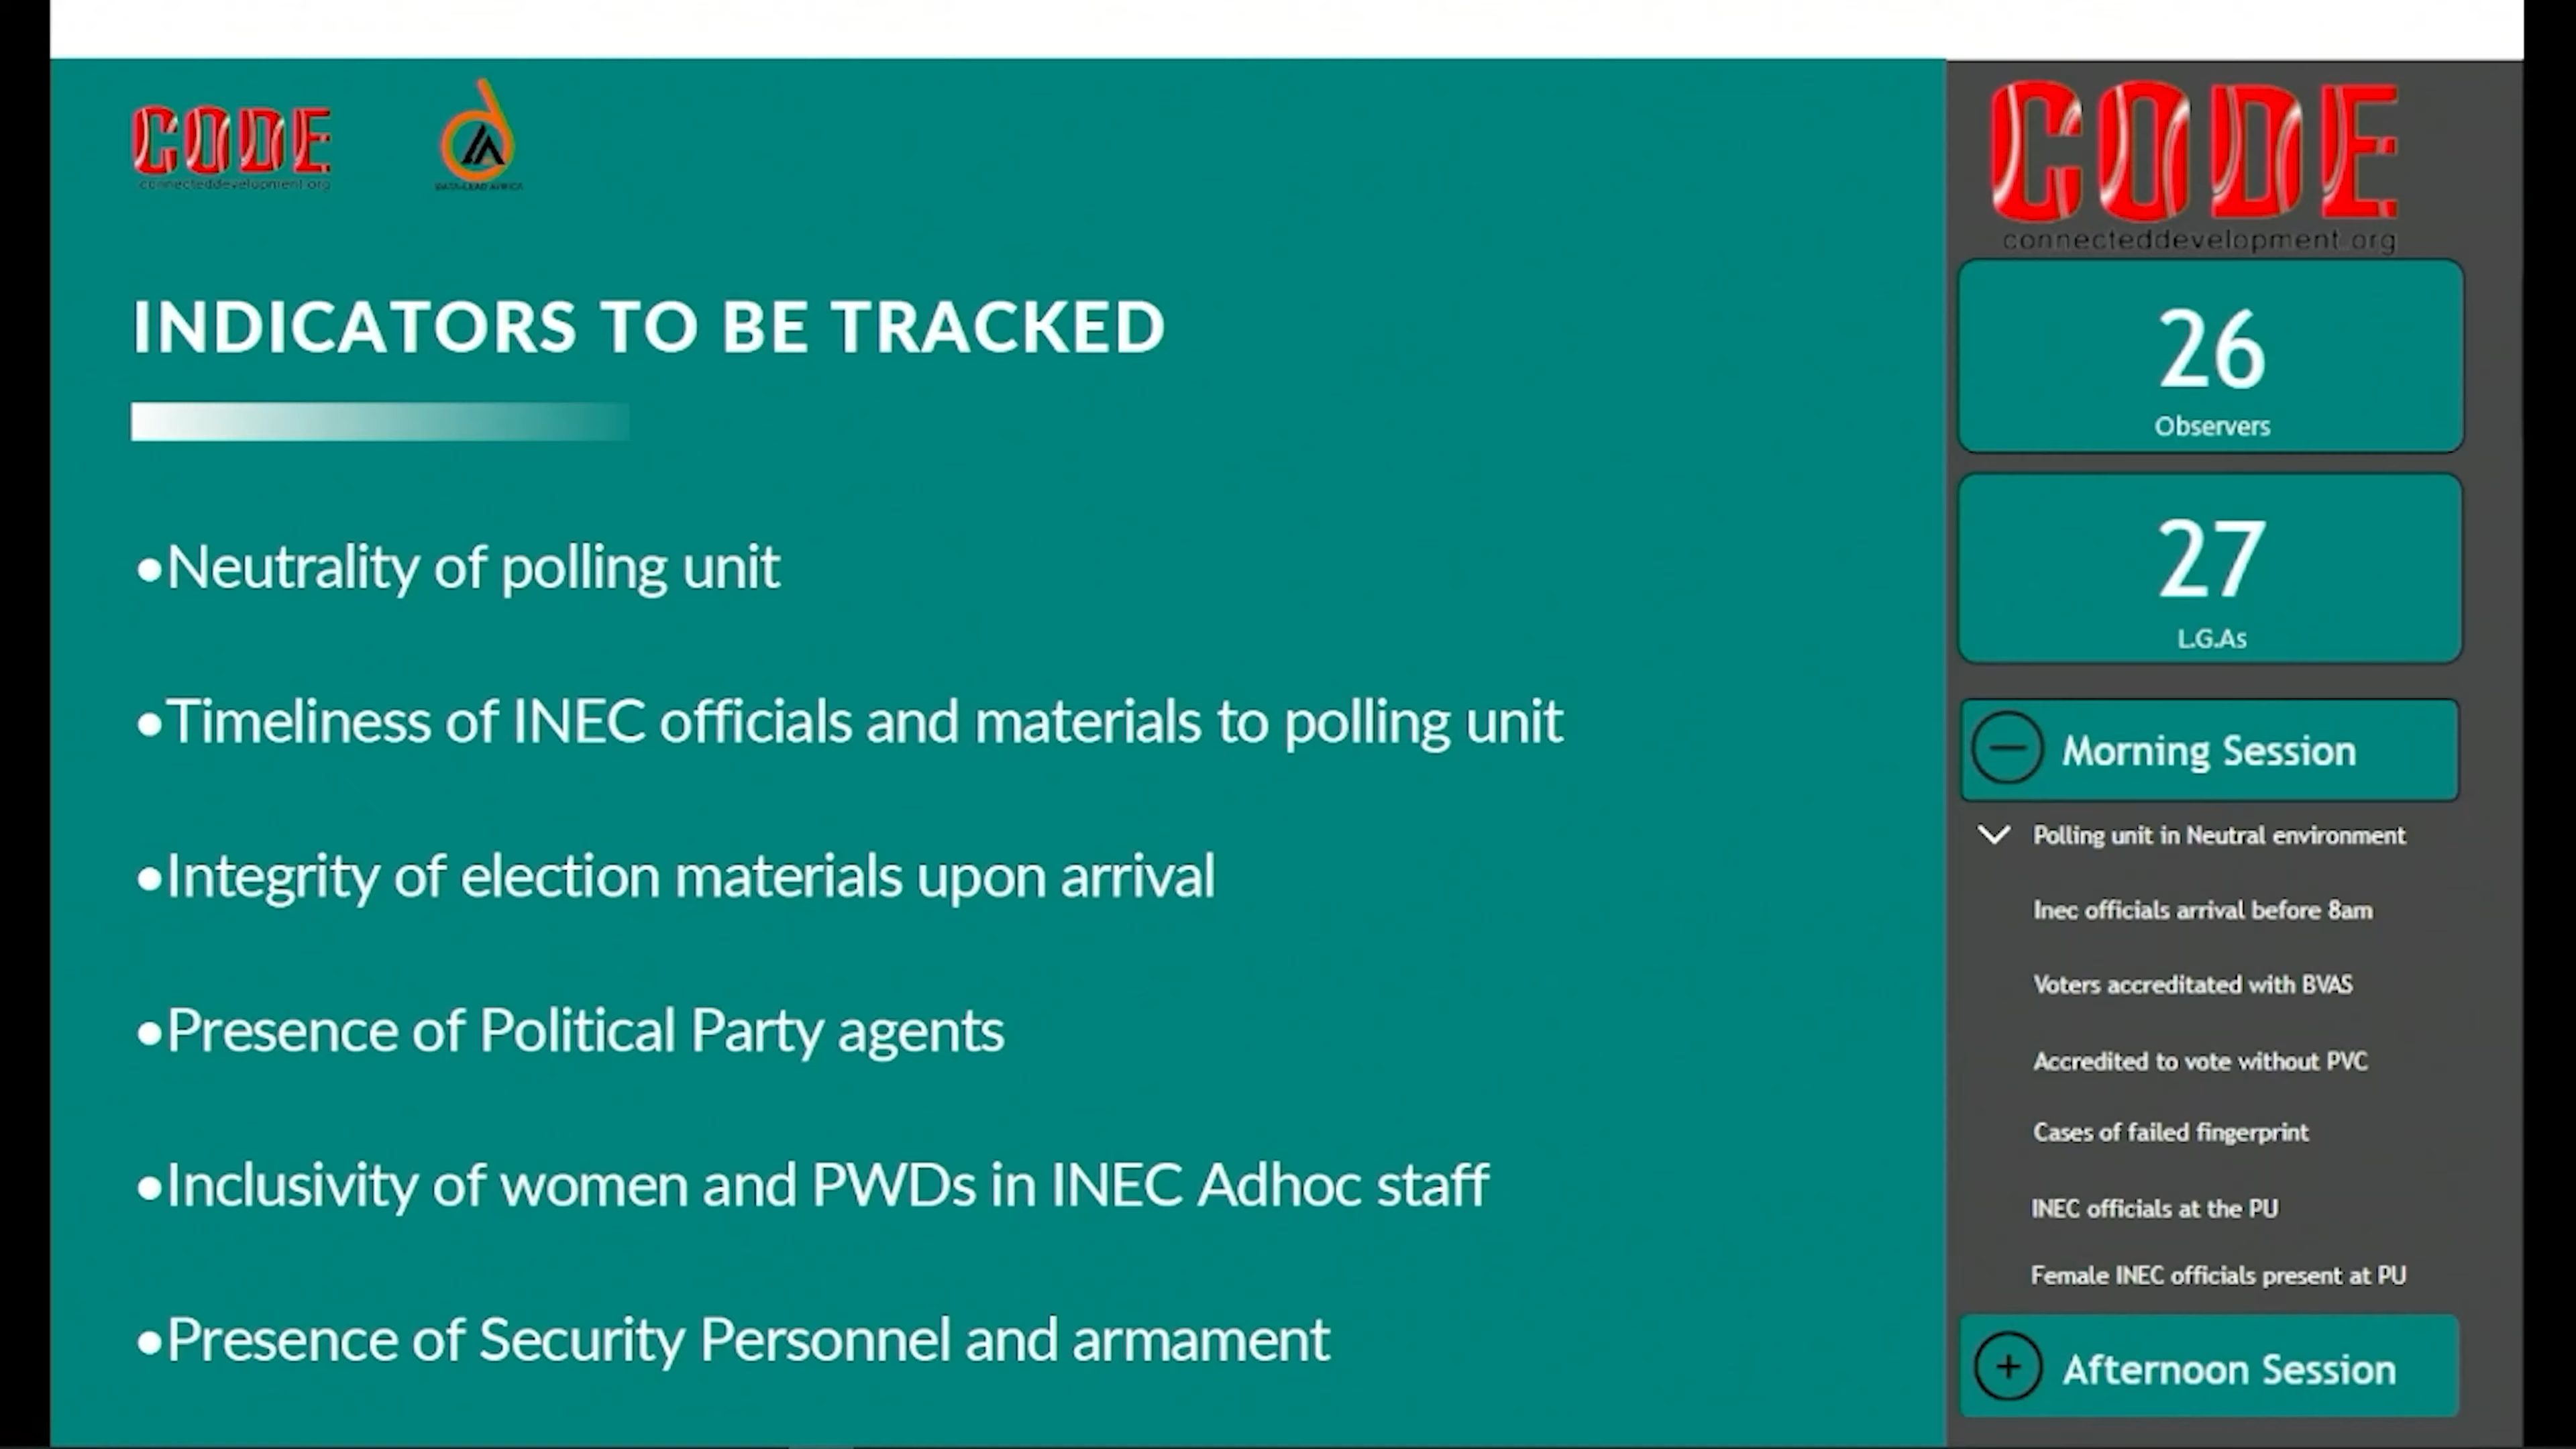 CODE
connecteddevelopment.org
DATA-LEAD AFRICA
INDICATORS TO BE TRACKED
•Neutrality of polling unit
•Timeliness of INEC officials and materials to polling unit
•Integrity of election materials upon arrival
•Presence of Political Party agents
•Inclusivity of women and PWDs in INEC Adhoc staff
•Presence of Security Personnel and armament
CODE
connecteddevelopment.org
26
Observers
27
L.G.As
Morning Session
Polling unit in Neutral environment
Inec officials arrival before 8am
Voters accreditated with BVAS
Accredited to vote without PVC
Cases of failed fingerprint
INEC officials at the PU
Female INEC officials present at PU
Afternoon Session